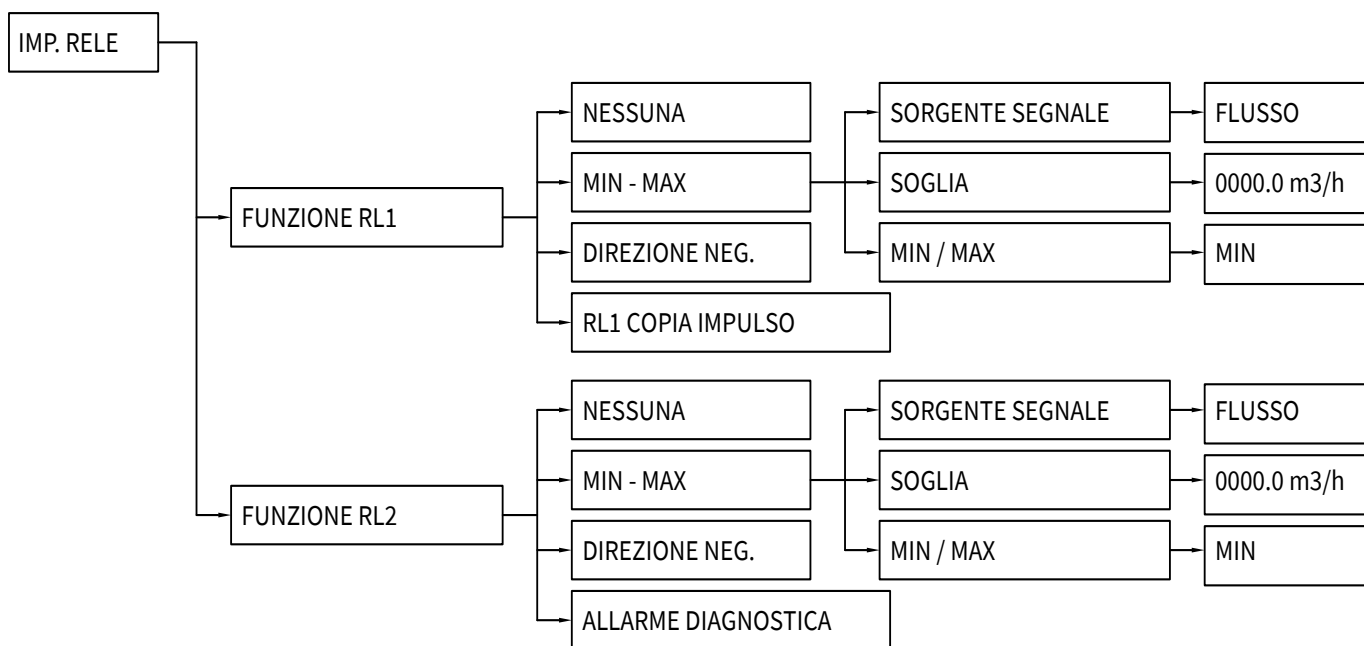 IMP. RELE
FUNZIONE RL1
NESSUNA
MIN - MAX
SORGENTE SEGNALE
FLUSSO
SOGLIA
0000.0 m3/h
MIN / MAX
MIN
DIREZIONE NEG.
RL1 COPIA IMPULSO
FUNZIONE RL2
NESSUNA
MIN - MAX
SORGENTE SEGNALE
FLUSSO
SOGLIA
0000.0 m3/h
MIN / MAX
MIN
DIREZIONE NEG.
ALLARME DIAGNOSTICA